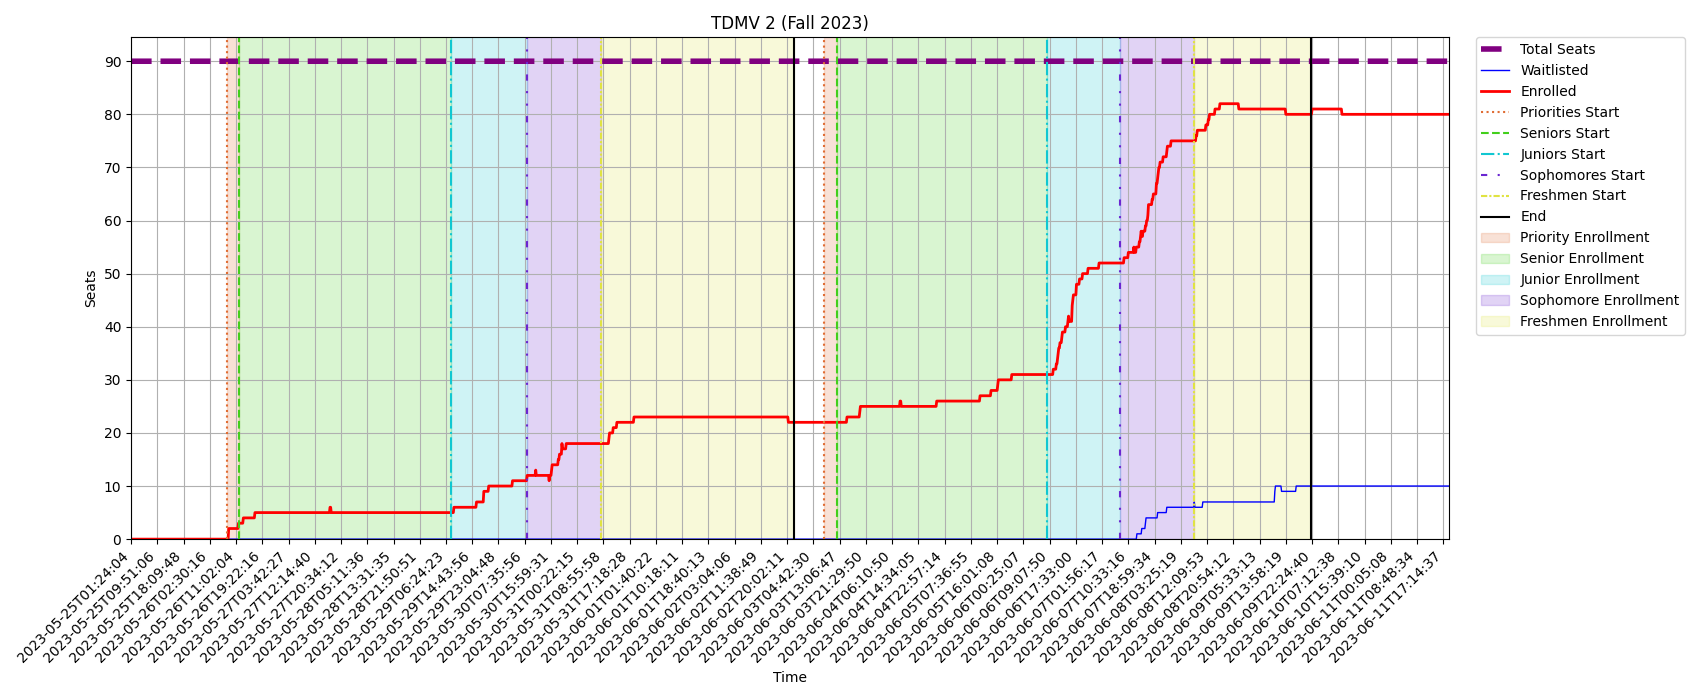 TDMV 2 (Fall 2023)
Seats
90
80
70
60
50
40
30
20
10
0
2023-05-25T01:24:04
2023-05-25T09:51:06
2023-05-25T18:09:48
2023-05-26T02:30:16
2023-05-26T11:02:04
2023-05-26T19:22:16
2023-05-27T03:42:27
2023-05-27T12:14:40
2023-05-27T20:34:12
2023-05-28T05:11:36
2023-05-28T13:31:35
2023-05-28T21:50:51
2023-05-29T06:24:23
2023-05-29T14:43:56
2023-05-29T23:04:48
2023-05-30T07:35:56
2023-05-30T15:59:31
2023-05-31T00:22:15
2023-05-31T08:55:58
2023-05-31T17:18:28
2023-06-01T01:40:22
2023-06-01T10:18:11
2023-06-01T18:40:13
2023-06-02T03:04:06
2023-06-02T11:38:49
2023-06-02T20:02:11
2023-06-03T04:42:30
2023-06-03T13:06:47
2023-06-03T21:29:50
2023-06-04T06:10:50
2023-06-04T14:34:05
2023-06-04T22:57:14
2023-06-05T07:36:55
2023-06-05T16:01:08
2023-06-06T00:25:07
2023-06-06T09:07:50
2023-06-06T17:33:00
2023-06-07T01:56:17
2023-06-07T10:33:16
2023-06-07T18:59:34
2023-06-08T03:25:19
2023-06-08T12:09:53
2023-06-08T20:54:12
2023-06-09T05:33:13
2023-06-09T13:58:19
2023-06-09T22:24:40
2023-06-10T07:12:38
2023-06-10T15:39:10
2023-06-11T00:05:08
2023-06-11T08:48:34
2023-06-11T17:14:37
Time
Total Seats
Waitlisted
Enrolled
Priorities Start
Seniors Start
Juniors Start
Sophomores Start
Freshmen Start
End
Priority Enrollment
Senior Enrollment
Junior Enrollment
Sophomore Enrollment
Freshmen Enrollment